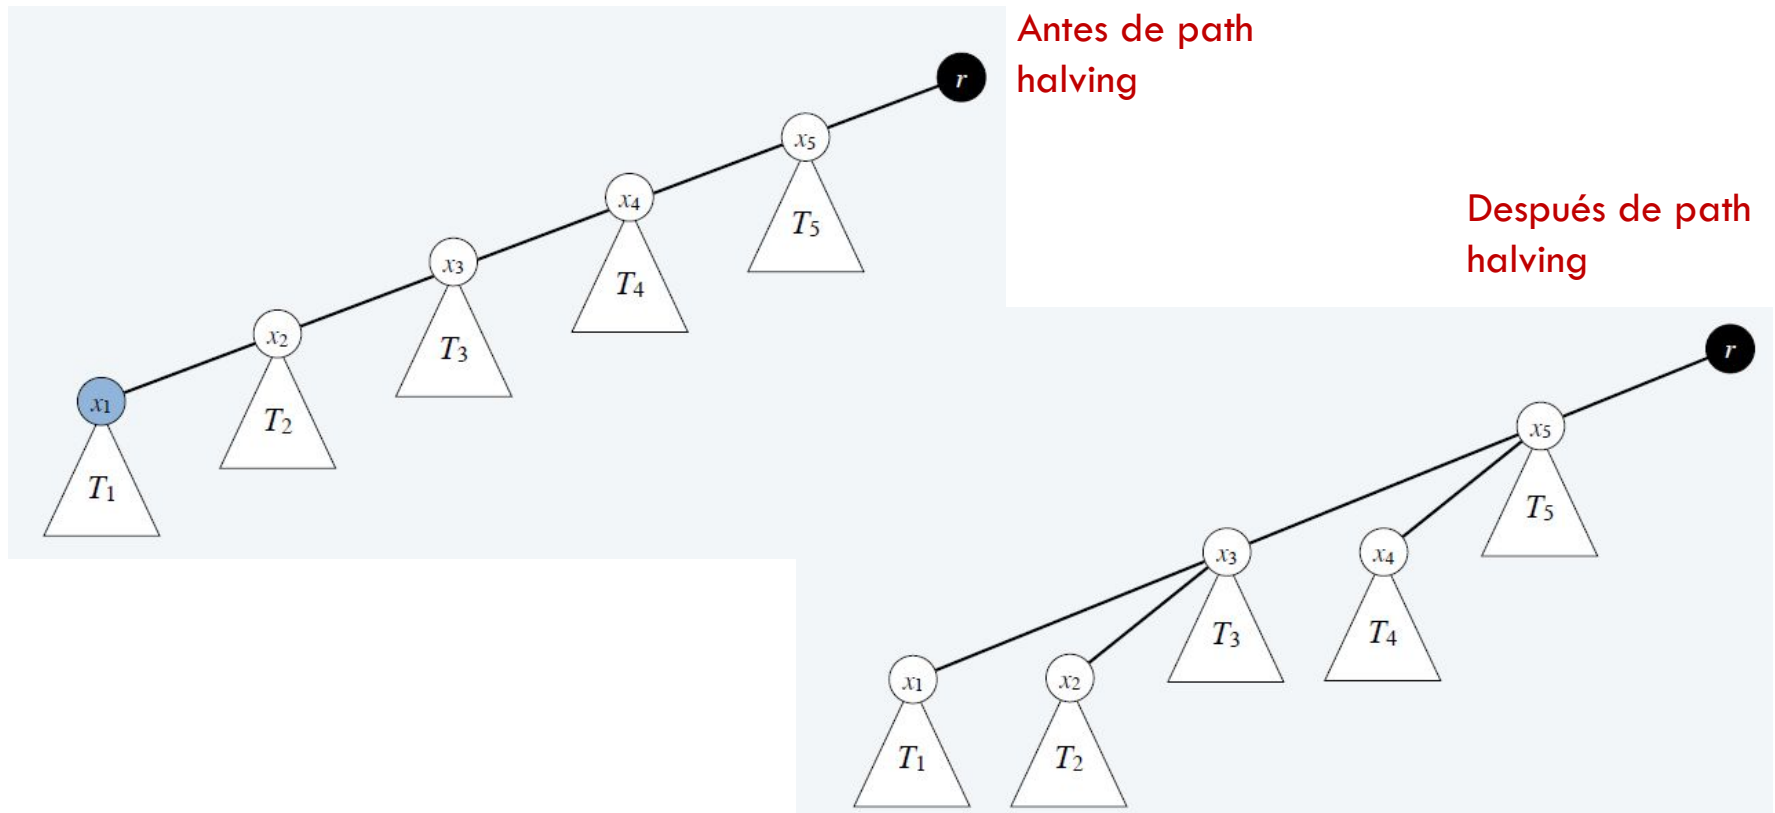 Antes de path
halving
r
x5
T5
x4
T4
x3
T3
x2
T2
x1
T1
Después de path
halving
r
x5
T5
x3
x4
T3
T4
x1
x2
T1
T2